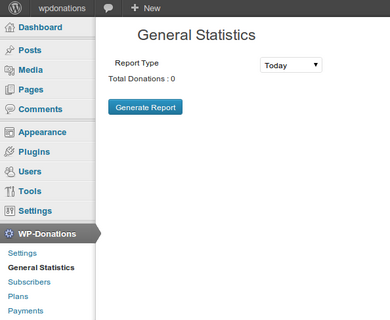 wpdonations
New
Dashboard
Posts
Media
Pages
Comments
Appearance
Plugins
Users
Tools
Settings
WP-Donations
Settings
General Statistics
Subscribers
Plans
Payments
General Statistics
Report Type
Today
Total Donations : 0
Generate Report